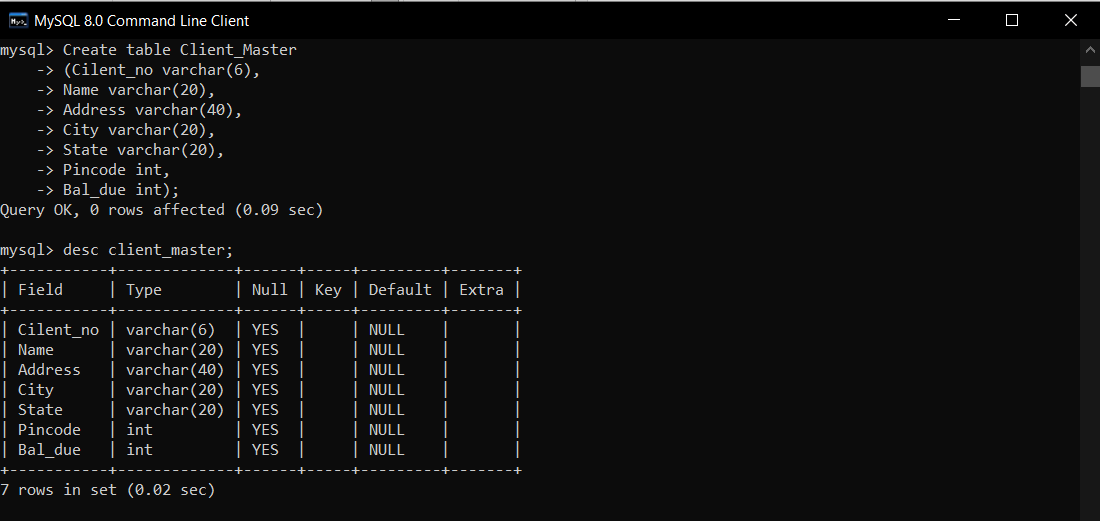 MySQL 8.0 Command Line Client
mysql> Create table Client_Master
    -> (Cilent_no varchar(6),
    -> Name varchar(20),
    -> Address varchar(40),
    -> City varchar(20),
    -> State varchar(20),
    -> Pincode int,
    -> Bal_due int);
Query OK, 0 rows affected (0.09 sec)

mysql> desc client_master;
+-----------+-------------+------+-----+---------+-------+
| Field     | Type        | Null | Key | Default | Extra |
+-----------+-------------+------+-----+---------+-------+
| Cilent_no | varchar(6)  | YES  |     | NULL    |       |
| Name      | varchar(20) | YES  |     | NULL    |       |
| Address   | varchar(40) | YES  |     | NULL    |       |
| City      | varchar(20) | YES  |     | NULL    |       |
| State     | varchar(20) | YES  |     | NULL    |       |
| Pincode   | int         | YES  |     | NULL    |       |
| Bal_due   | int         | YES  |     | NULL    |       |
+-----------+-------------+------+-----+---------+-------+
7 rows in set (0.02 sec)